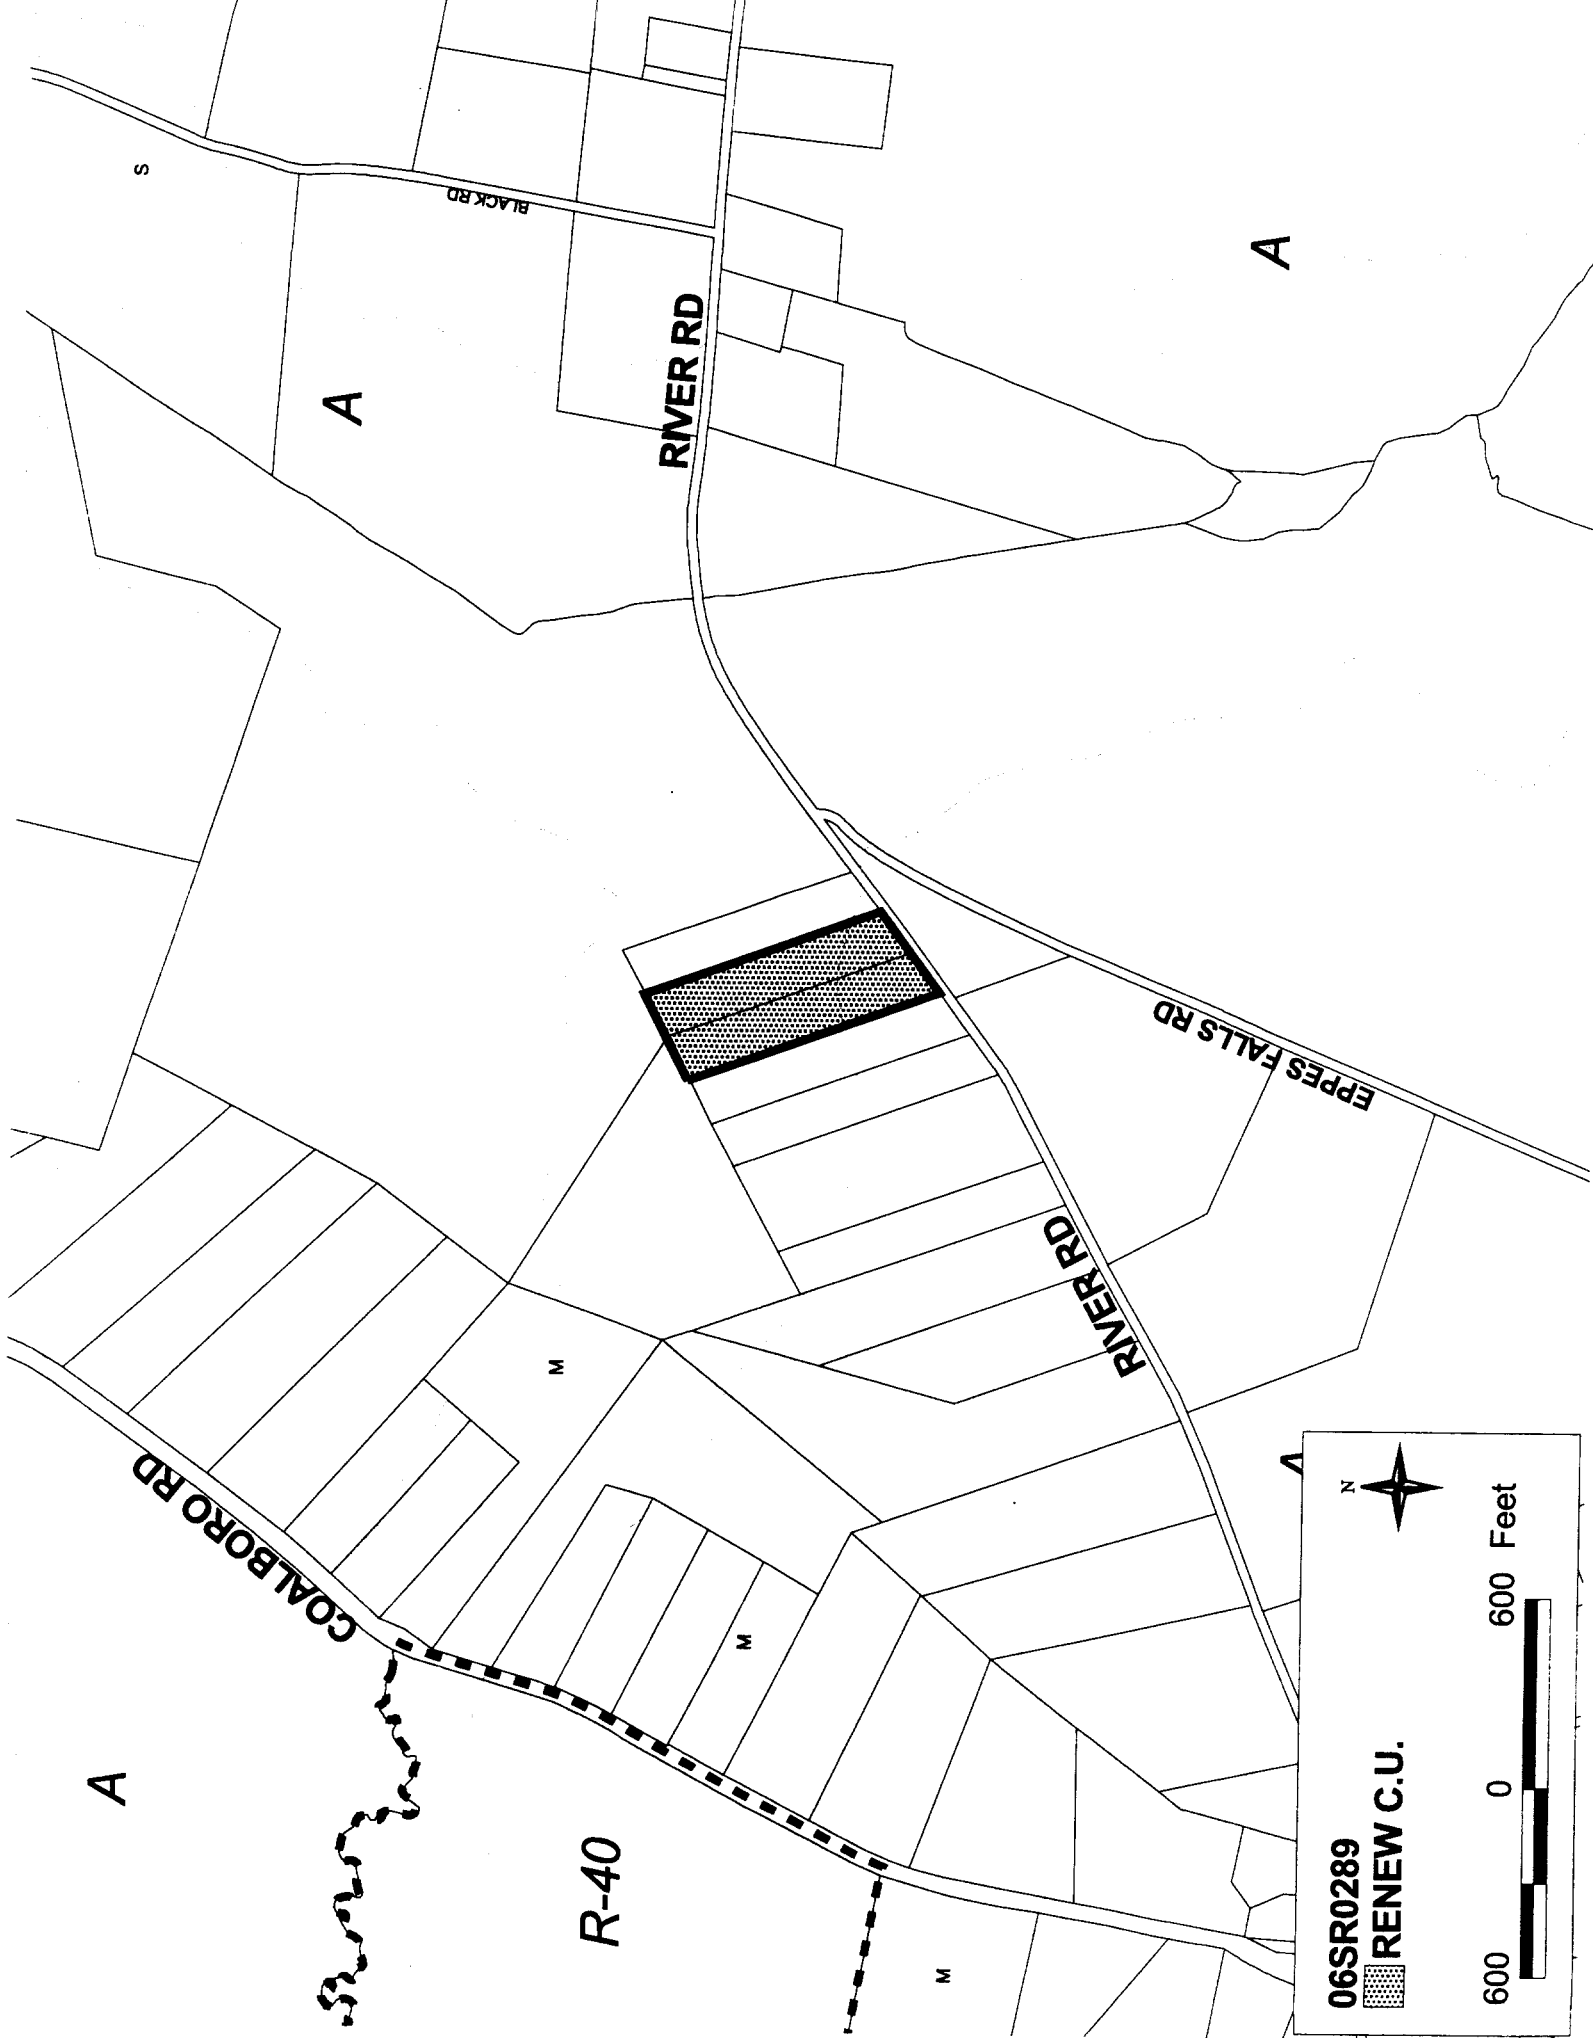 S
BLACK RD
A
RIVER RD
A
EPPES FALLS RD
RIVER RD
M
COALBORO RD
M
A
R-40
M
A
N
06SR0289
RENEW C.U.
600 0 600 Feet